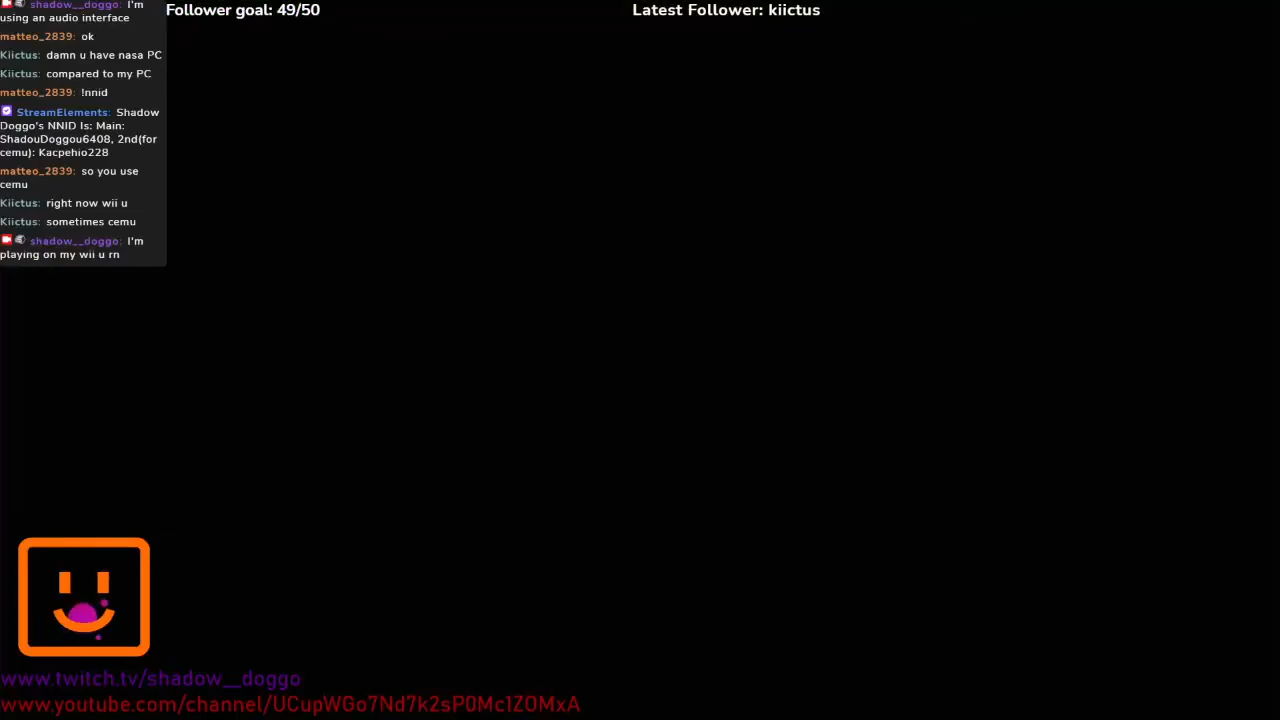 shadow__doggo: I'm
using an audio interface
matteo_2839: ok
Kiictus: damn u have nasa PC
Kiictus: compared to my PC
matteo_2839: !nnid
StreamElements: Shadow
Doggo's NNID Is: Main:
ShadouDoggou6408, 2nd(for
cemu): Kacpehio228
matteo_2839: so you use
cemu
Kiictus: right now wii u
Kiictus: sometimes cemu
shadow__doggo: I'm
playing on my wii u rn
Follower goal: 49/50
Latest Follower: kiictus
www.twitch.tv/shadow__doggo
www.youtube.com/channel/UCupWGo7Nd7k2sP0Mc1ZOMxA